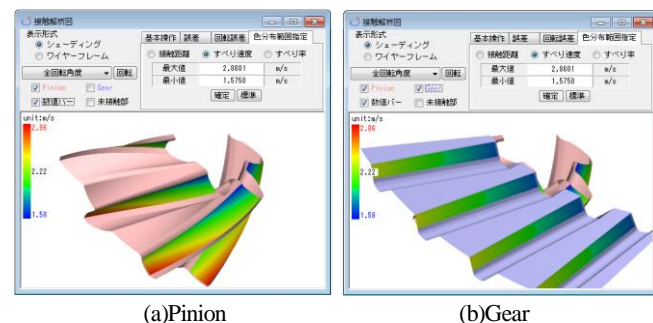 接触解析図
表示形式
シェーディング
ワイヤーフレーム
全回転角度 回転
Pinion Gear
数値バー 未接触部
基本操作 誤差 回転誤差 色分布範囲指定
接触距離 すべり速度 すべり率
最大値 2.8601 m/s
最小値 1.5750 m/s
確定 標準
unit:m/s
2.86
2.22
1.58
(a)Pinion
接触解析図
表示形式
シェーディング
ワイヤーフレーム
全回転角度 回転
Pinion Gear
数値バー 未接触部
基本操作 誤差 回転誤差 色分布範囲指定
接触距離 すべり速度 すべり率
最大値 2.8601 m/s
最小値 1.5750 m/s
確定 標準
unit:m/s
2.86
2.22
1.58
(b)Gear